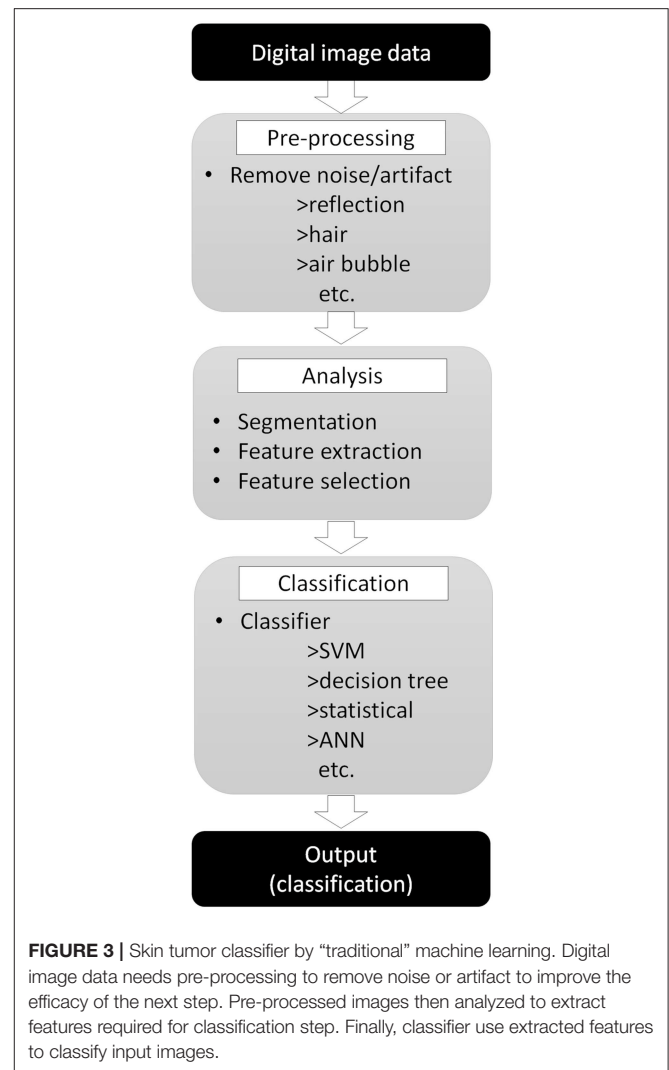 Digital image data
Pre-processing
• Remove noise/artifact
>reflection
>hair
>air bubble
etc.
Analysis
• Segmentation
• Feature extraction
• Feature selection
Classification
• Classifier
>SVM
>decision tree
>statistical
>ANN
etc.
Output
(classification)
FIGURE 3 | Skin tumor classifier by “traditional” machine learning. Digital
image data needs pre-processing to remove noise or artifact to improve the
efficacy of the next step. Pre-processed images then analyzed to extract
features required for classification step. Finally, classifier use extracted features
to classify input images.